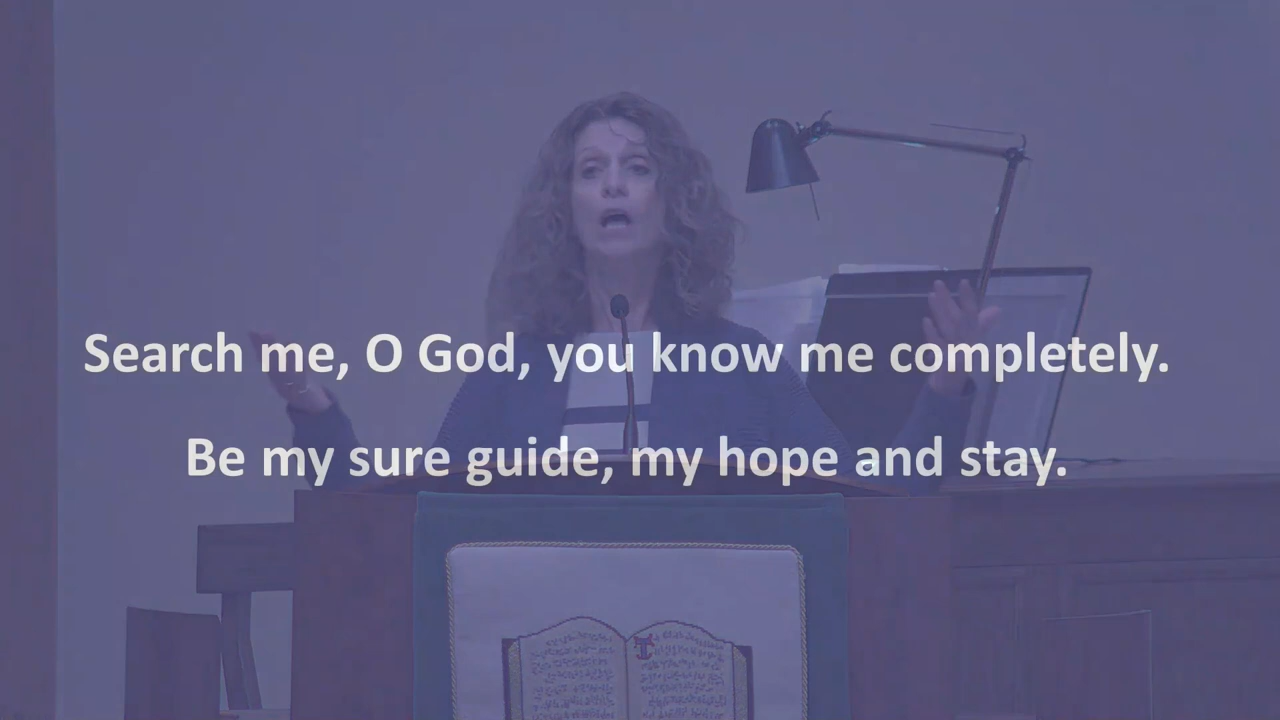 Search me, O God, you know me completely.
Be my sure guide, my hope and stay.